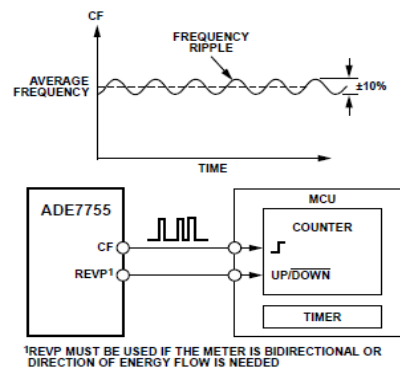 CF
FREQUENCY
RIPPLE
AVERAGE
FREQUENCY
±10%
TIME
MCU
ADE7755
COUNTER
CF
REVP¹
UP/DOWN
TIMER
¹REVP MUST BE USED IF THE METER IS BIDIRECTIONAL OR
DIRECTION OF ENERGY FLOW IS NEEDED